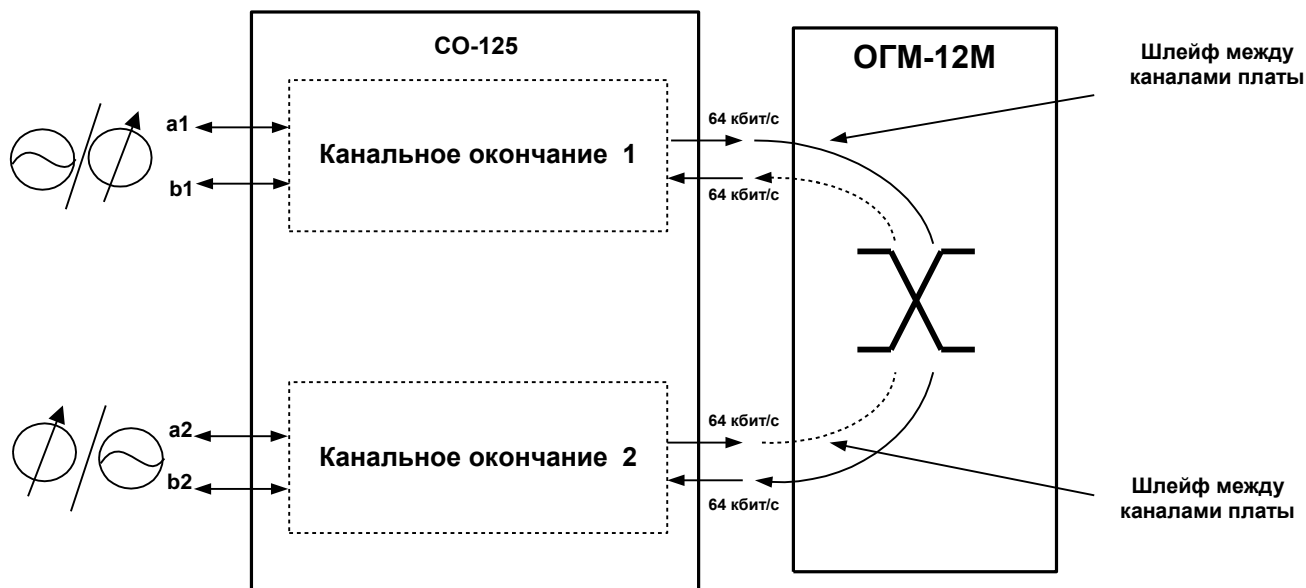 СО-125
ОГМ-12М
Шлейф между
каналами платы
a1
b1
Канальное окончание 1
64 кбит/с
64 кбит/с
a2
b2
Канальное окончание 2
64 кбит/с
64 кбит/с
Шлейф между
каналами платы